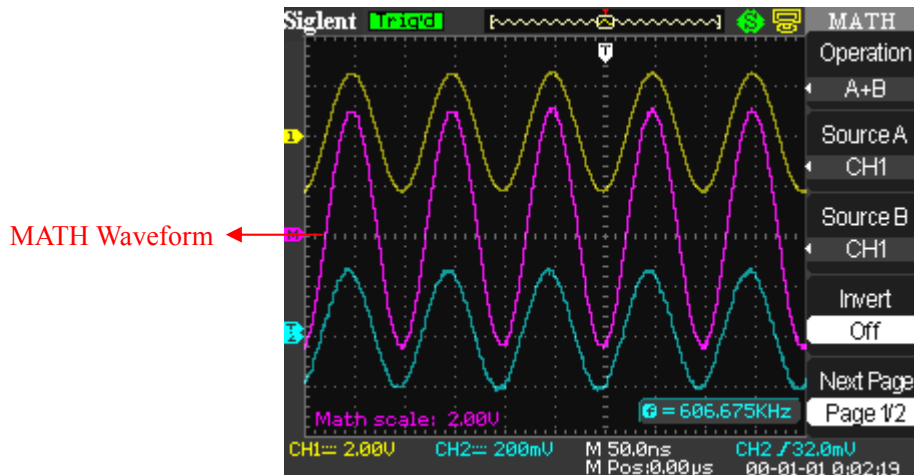 Siglent Trig'd MATH
T
Operation
A+B
Source A
CH1
Source B
CH1
Invert
Off
Next Page
Page 1/2
1
MATH Waveform
M
T
2
Math scale: 2.00V
f = 606.675KHz
CH1 2.00V CH2 200mV M 50.0ns CH2 32.0mV
M Pos:0.00µs 00-01-01 0:02:19